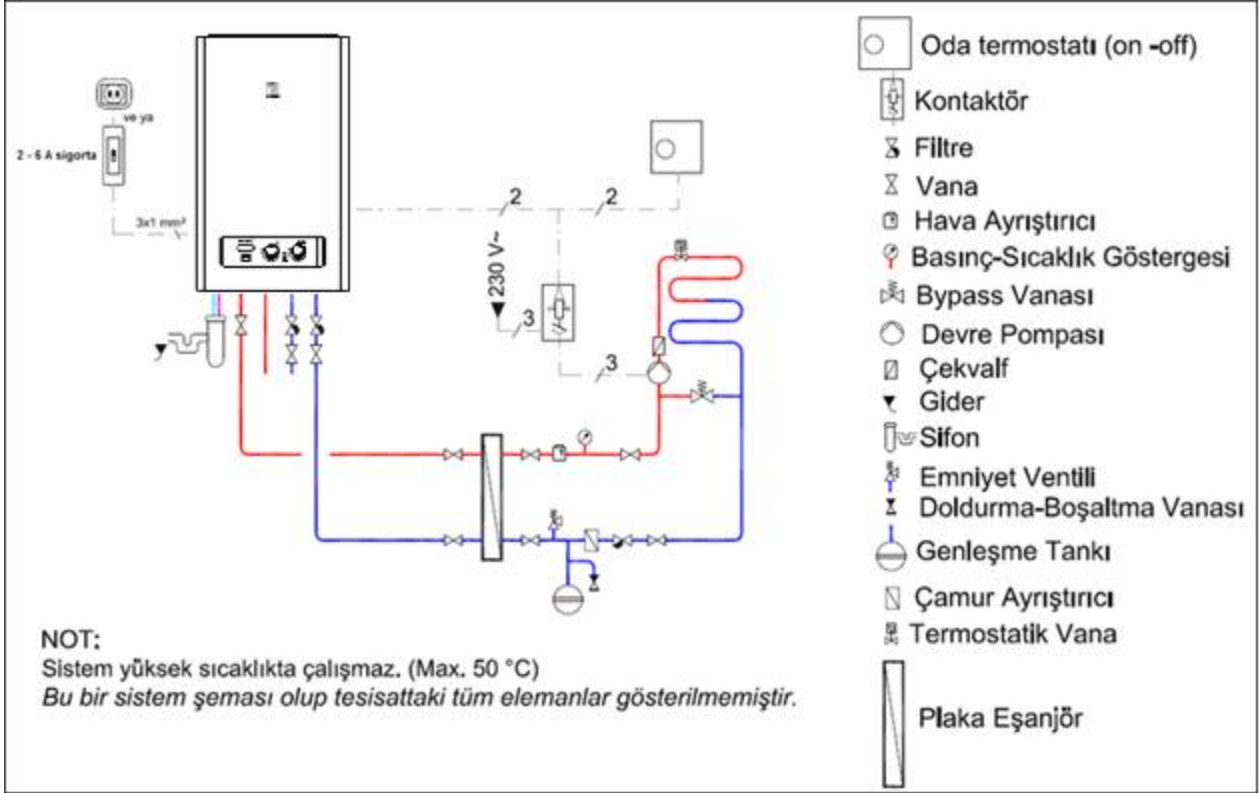 ve ya
2 - 6 A sigorta
3x1 mm²
2
2
230 V~
3
3
NOT:
Sistem yüksek sıcaklıkta çalışmaz. (Max. 50 °C)
Bu bir sistem şeması olup tesisattaki tüm elemanlar gösterilmemiştir.
Oda termostatı (on -off)
Kontaktör
Filtre
Vana
Hava Ayrıştırıcı
Basınç-Sıcaklık Göstergesi
Bypass Vanası
Devre Pompası
Çekvalf
Gider
Sifon
Emniyet Ventili
Doldurma-Boşaltma Vanası
Genleşme Tankı
Çamur Ayrıştırıcı
Termostatik Vana
Plaka Eşanjör